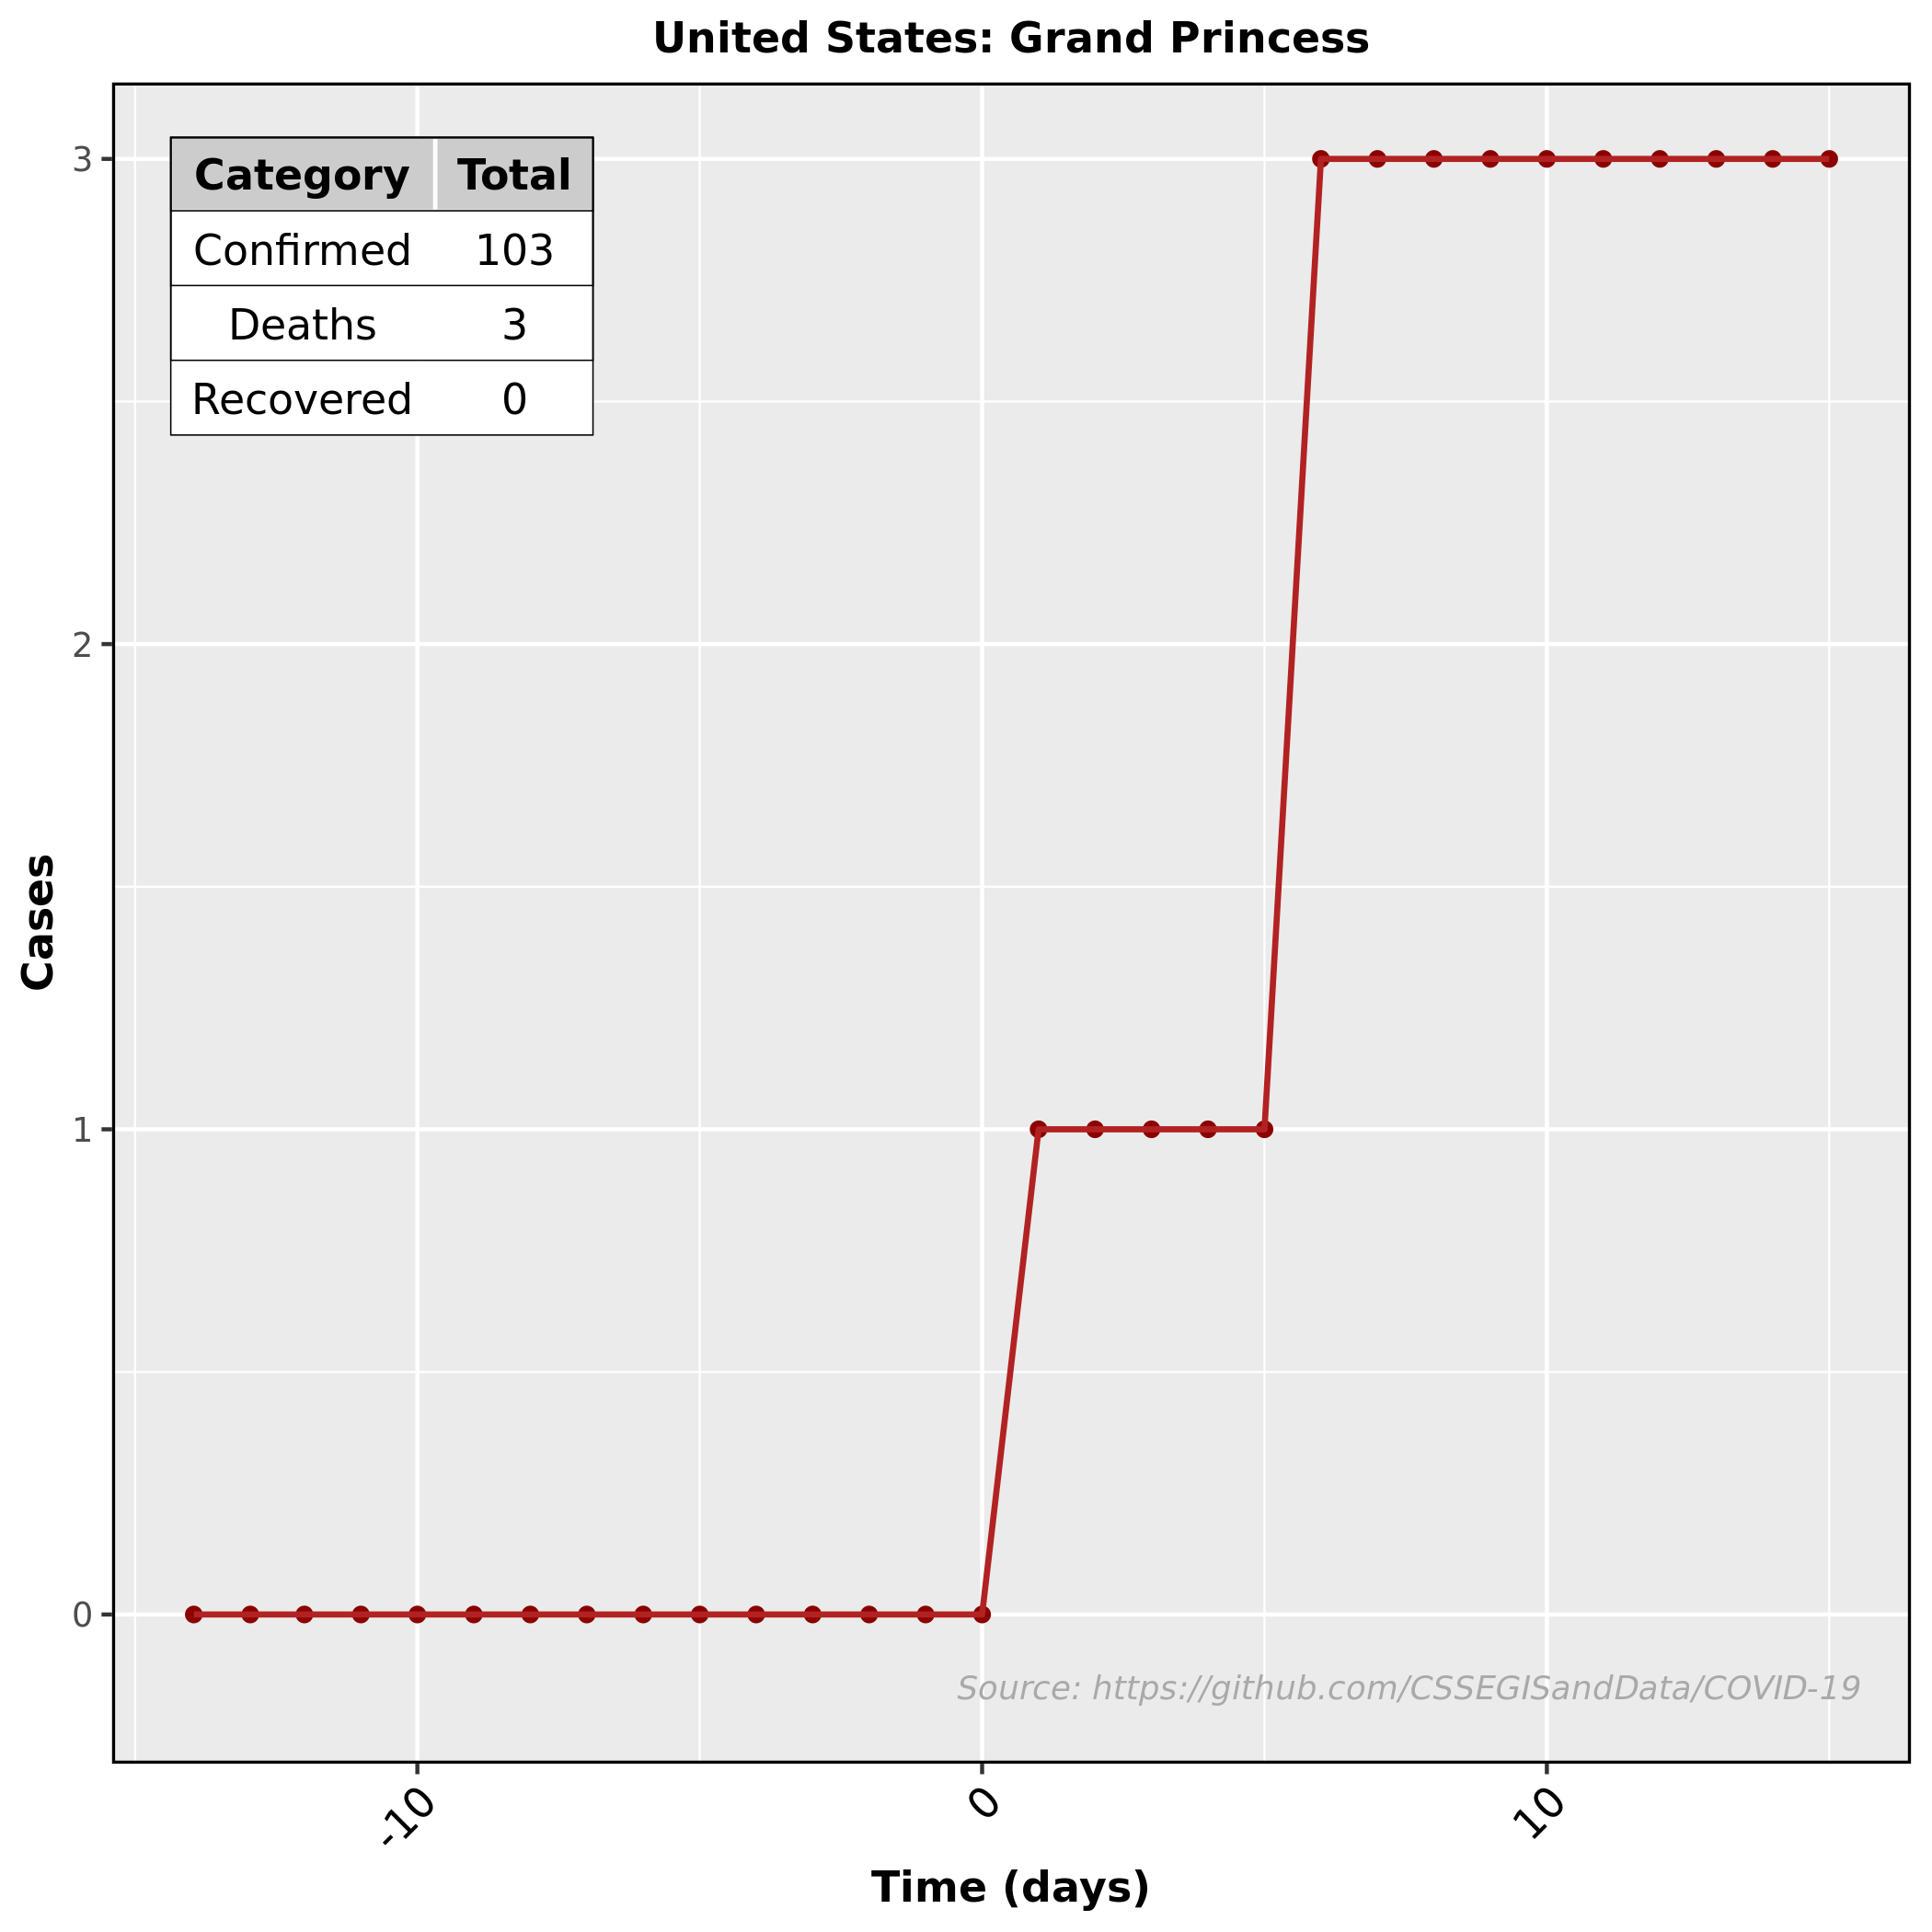 United States: Grand Princess
Category Total
Confirmed 103
Deaths 3
Recovered 0
3
2
1
0
Cases
Source: https://github.com/CSSEGISandData/COVID-19
-10 0 10
Time (days)